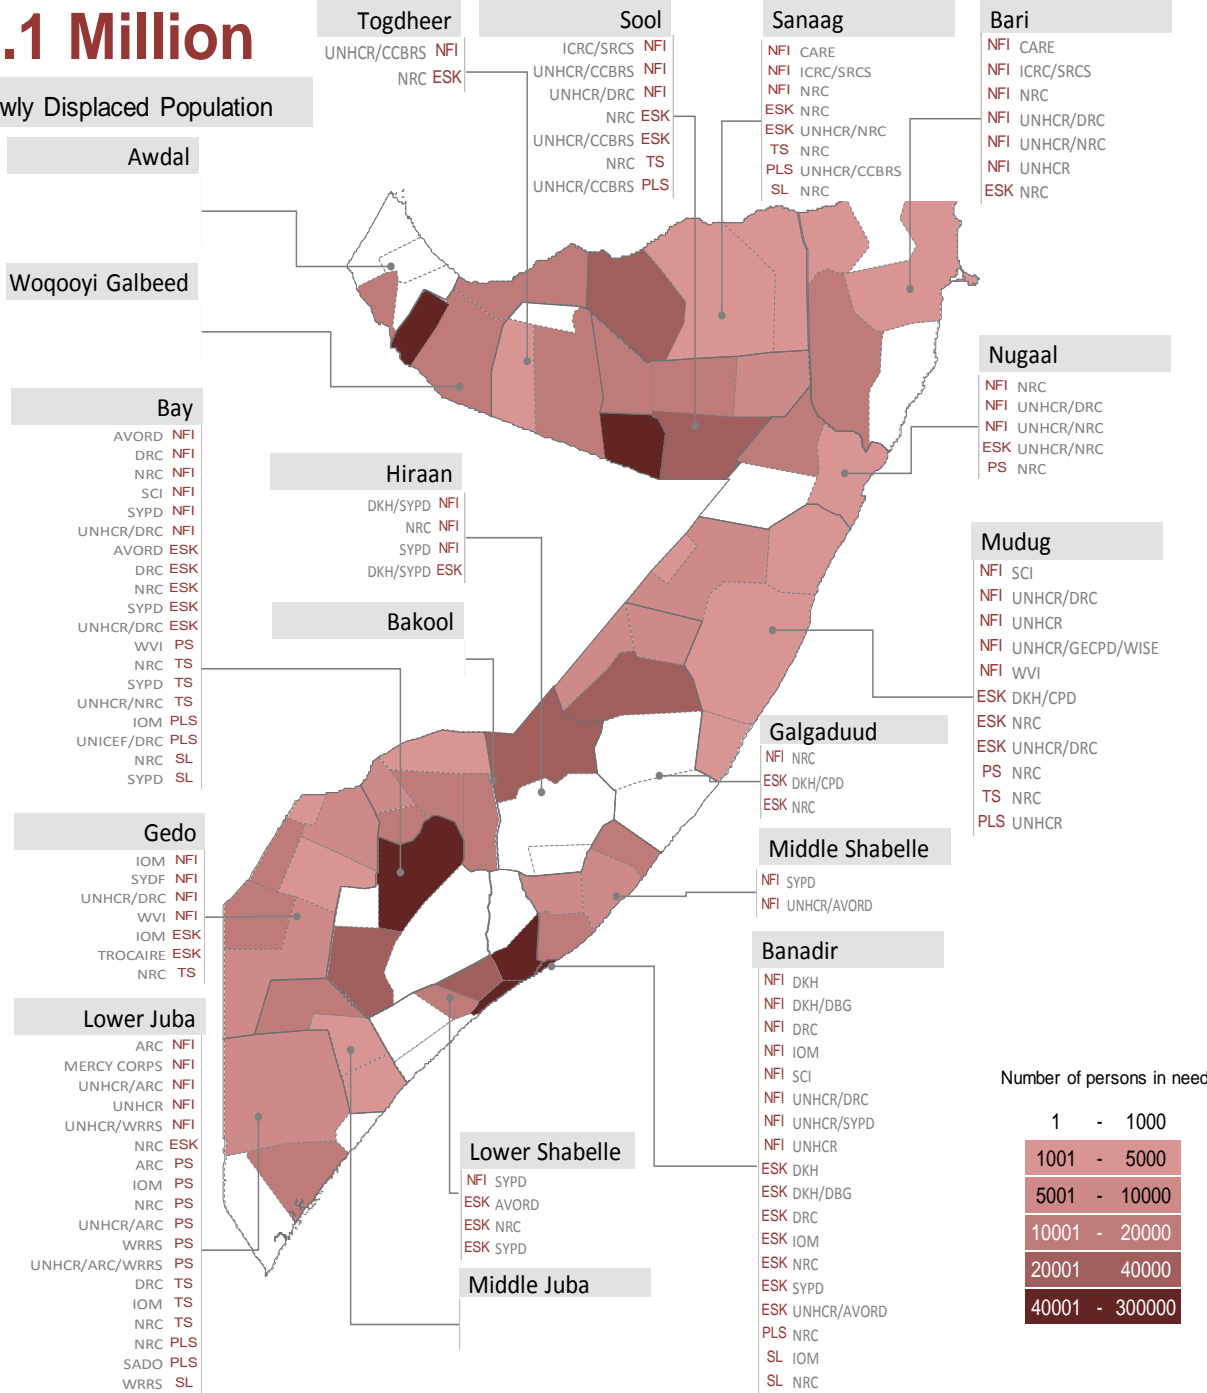 .1 Million
wly Displaced Population
Togdheer
UNHCR/CCBRS NFI
NRC ESK
Sool
ICRC/SRCS NFI
UNHCR/CCBRS NFI
UNHCR/DRC NFI
NRC ESK
UNHCR/CCBRS ESK
NRC TS
UNHCR/CCBRS PLS
Sanaag
NFI CARE
NFI ICRC/SRCS
NFI NRC
ESK NRC
ESK UNHCR/NRC
TS NRC
PLS UNHCR/CCBRS
SL NRC
Bari
NFI CARE
NFI ICRC/SRCS
NFI NRC
NFI UNHCR/DRC
NFI UNHCR/NRC
NFI UNHCR
ESK NRC
Awdal
Woqooyi Galbeed
Nugaal
NFI NRC
NFI UNHCR/DRC
NFI UNHCR/NRC
ESK UNHCR/NRC
PS NRC
Bay
AVORD NFI
DRC NFI
NRC NFI
SCI NFI
SYPD NFI
UNHCR/DRC NFI
AVORD ESK
DRC ESK
NRC ESK
SYPD ESK
UNHCR/DRC ESK
WVI PS
NRC TS
SYPD TS
UNHCR/NRC TS
IOM PLS
UNICEF/DRC PLS
NRC SL
SYPD SL
Hiraan
DKH/SYPD NFI
NRC NFI
SYPD NFI
DKH/SYPD ESK
Bakool
Mudug
NFI SCI
NFI UNHCR/DRC
NFI UNHCR
NFI UNHCR/GECPD/WISE
NFI WVI
ESK DKH/CPD
ESK NRC
ESK UNHCR/DRC
PS NRC
TS NRC
PLS UNHCR
Galgaduud
NFI NRC
ESK DKH/CPD
ESK NRC
Gedo
IOM NFI
SYDF NFI
UNHCR/DRC NFI
WVI NFI
IOM ESK
TROCAIRE ESK
NRC TS
Middle Shabelle
NFI SYPD
NFI UNHCR/AVORD
Banadir
NFI DKH
NFI DKH/DBG
NFI DRC
NFI IOM
NFI SCI
NFI UNHCR/DRC
NFI UNHCR/SYPD
NFI UNHCR
ESK DKH
ESK DKH/DBG
ESK DRC
ESK IOM
ESK NRC
ESK SYPD
ESK UNHCR/AVORD
PLS NRC
SL IOM
SL NRC
Lower Juba
ARC NFI
MERCY CORPS NFI
UNHCR/ARC NFI
UNHCR NFI
UNHCR/WRRS NFI
NRC ESK
ARC PS
IOM PS
NRC PS
UNHCR/ARC PS
WRRS PS
UNHCR/ARC/WRRS PS
DRC TS
IOM TS
NRC TS
NRC PLS
SADO PLS
WRRS SL
Lower Shabelle
NFI SYPD
ESK AVORD
ESK NRC
ESK SYPD
Middle Juba
Number of persons in need
1 - 1000
1001 - 5000
5001 - 10000
10001 - 20000
20001 40000
40001 - 300000